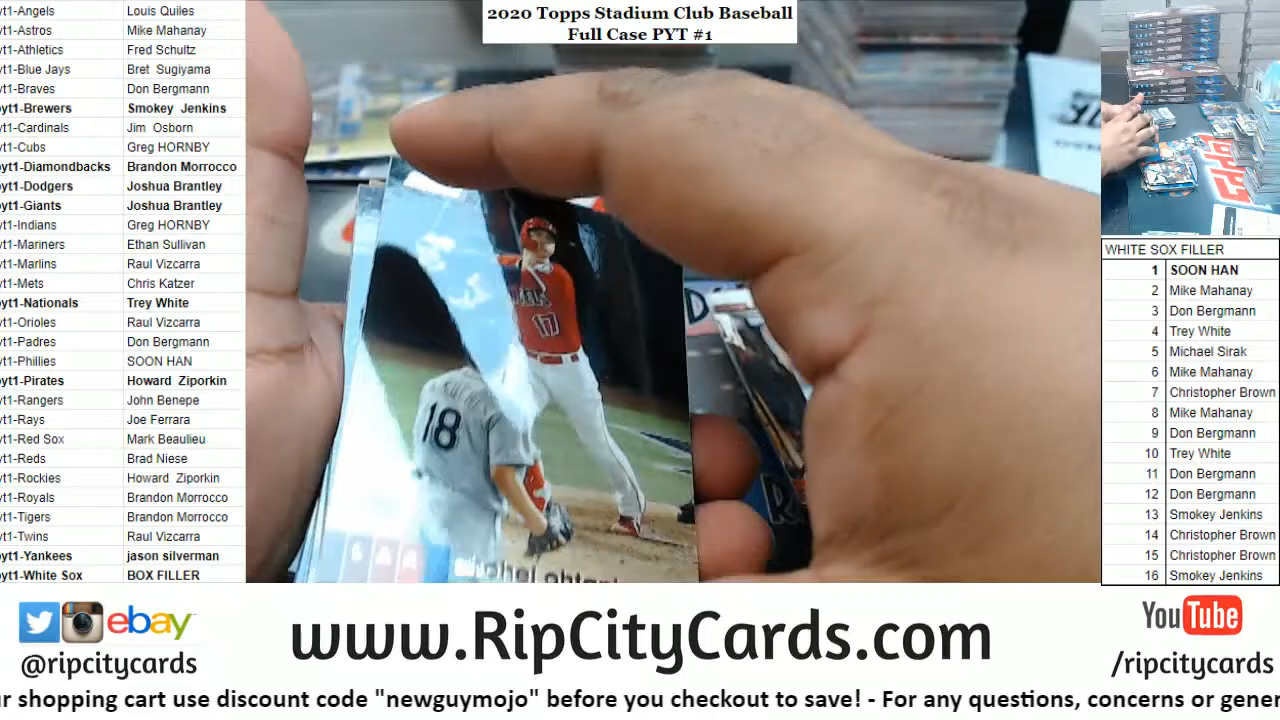 2020 Topps Stadium Club Baseball
Full Case PYT #1
yt1-Angels Louis Quiles
yt1-Astros Mike Mahanay
yt1-Athletics Fred Schultz
yt1-Blue Jays Bret Sugiyama
yt1-Braves Don Bergmann
yt1-Brewers Smokey Jenkins
yt1-Cardinals Jim Osborn
yt1-Cubs Greg HORNBY
yt1-Diamondbacks Brandon Morrocco
yt1-Dodgers Joshua Brantley
yt1-Giants Joshua Brantley
yt1-Indians Greg HORNBY
yt1-Mariners Ethan Sullivan
yt1-Marlins Raul Vizcarra
yt1-Mets Chris Katzer
yt1-Nationals Trey White
yt1-Orioles Raul Vizcarra
yt1-Padres Don Bergmann
yt1-Phillies SOON HAN
yt1-Pirates Howard Ziporkin
yt1-Rangers John Benepe
yt1-Rays Joe Ferrara
yt1-Red Sox Mark Beaulieu
yt1-Reds Brad Niese
yt1-Rockies Howard Ziporkin
yt1-Royals Brandon Morrocco
yt1-Tigers Brandon Morrocco
yt1-Twins Raul Vizcarra
yt1-Yankees jason silverman
yt1-White Sox BOX FILLER
17
18
TOPPS
WHITE SOX FILLER
1 SOON HAN
2 Mike Mahanay
3 Don Bergmann
4 Trey White
5 Michael Sirak
6 Mike Mahanay
7 Christopher Brown
8 Mike Mahanay
9 Don Bergmann
10 Trey White
11 Don Bergmann
12 Don Bergmann
13 Smokey Jenkins
14 Christopher Brown
15 Christopher Brown
16 Smokey Jenkins
ebay
@ripcitycards
www.RipCityCards.com
YouTube
/ripcitycards
ur shopping cart use discount code "newguymojo" before you checkout to save! - For any questions, concerns or gener